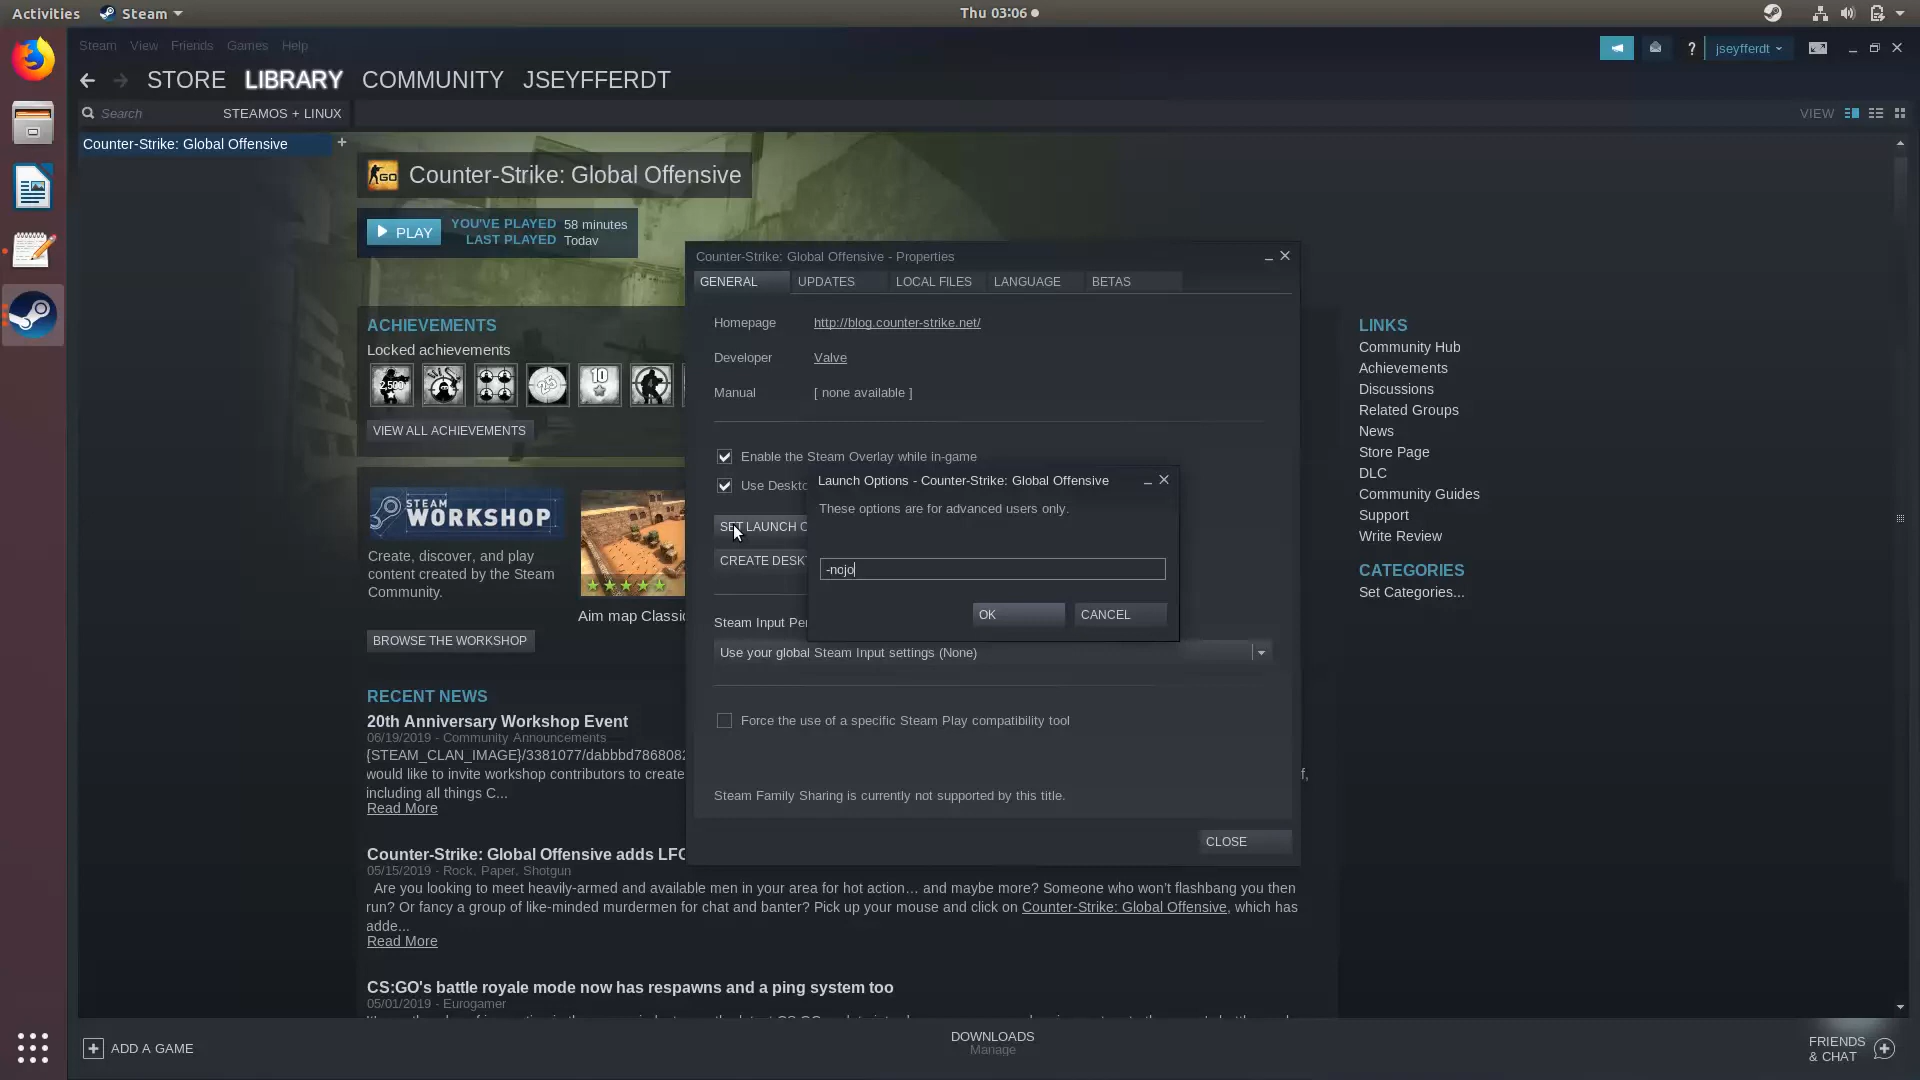 Activities Steam Thu 03:06
Steam View Friends Games Help
? jseyfferdt
STORE LIBRARY COMMUNITY JSEYFFERDT
Search STEAMOS + LINUX VIEW
Counter-Strike: Global Offensive +
GO Counter-Strike: Global Offensive
PLAY YOU'VE PLAYED 58 minutes
LAST PLAYED Today
Counter-Strike: Global Offensive - Properties
GENERAL UPDATES LOCAL FILES LANGUAGE BETAS
Homepage http://blog.counter-strike.net/
Developer Valve
Manual [ none available ]
Enable the Steam Overlay while in-game
Use Deskto
SET LAUNCH O
CREATE DESKT
Launch Options - Counter-Strike: Global Offensive
These options are for advanced users only.
-nojo
OK CANCEL
Steam Input Per
Use your global Steam Input settings (None)
Force the use of a specific Steam Play compatibility tool
Steam Family Sharing is currently not supported by this title.
CLOSE
ACHIEVEMENTS
Locked achievements
2,500 25 10
VIEW ALL ACHIEVEMENTS
STEAM
WORKSHOP
Create, discover, and play
content created by the Steam
Community.
BROWSE THE WORKSHOP
Aim map Classic
RECENT NEWS
20th Anniversary Workshop Event
06/19/2019 - Community Announcements
{STEAM_CLAN_IMAGE}/3381077/dabbbd7868082
would like to invite workshop contributors to create f,
including all things C...
Read More
Counter-Strike: Global Offensive adds LFG
05/15/2019 - Rock, Paper, Shotgun
Are you looking to meet heavily-armed and available men in your area for hot action… and maybe more? Someone who won't flashbang you then
run? Or fancy a group of like-minded murdermen for chat and banter? Pick up your mouse and click on Counter-Strike: Global Offensive, which has
adde...
Read More
CS:GO's battle royale mode now has respawns and a ping system too
05/01/2019 - Eurogamer
LINKS
Community Hub
Achievements
Discussions
Related Groups
News
Store Page
DLC
Community Guides
Support
Write Review
CATEGORIES
Set Categories...
+ ADD A GAME
DOWNLOADS
Manage
FRIENDS
& CHAT